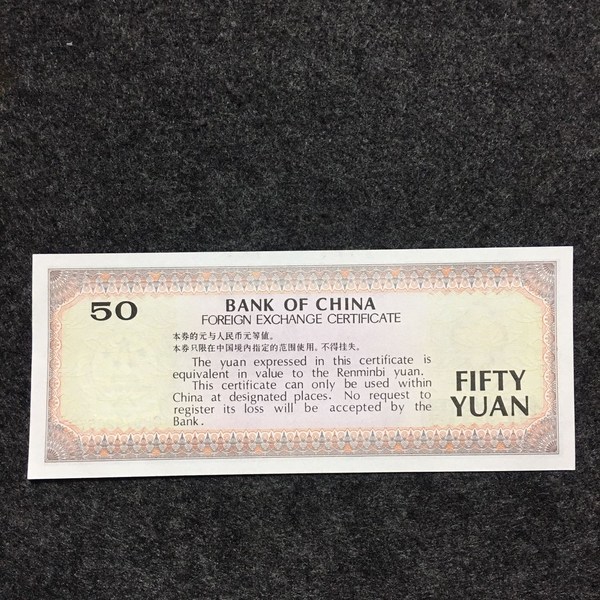 50
BANK OF CHINA
FOREIGN EXCHANGE CERTIFICATE
本券的元与人民币元等值。
本券只限在中国境内指定的范围使用。不得挂失。
The yuan expressed in this certificate is
equivalent in value to the Renminbi yuan.
This certificate can only be used within
China at designated places. No request to
register its loss will be accepted by the
Bank.
FIFTY
YUAN